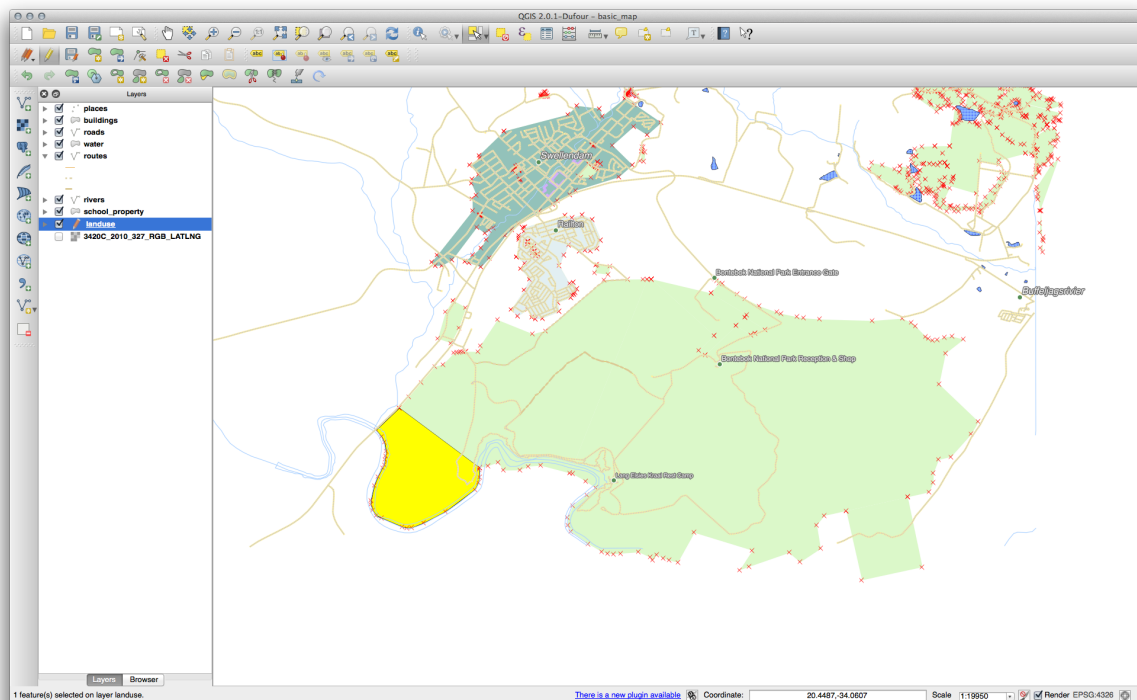 QGIS 2.0.1-Dufour - basic_map
Layers
places
buildings
roads
water
routes
rivers
school_property
landuse
3420C_2010_327_RGB_LATLNG
Swellendam
Railton
Bontebok National Park Entrance Gate
Buffeljagsrivier
Bontebok National Park Reception & Shop
Lang Elsies Kraal Rest Camp
Layers Browser
1 feature(s) selected on layer landuse. There is a new plugin available Coordinate: 20.4487,-34.0607 Scale 1:19950 Render EPSG:4326